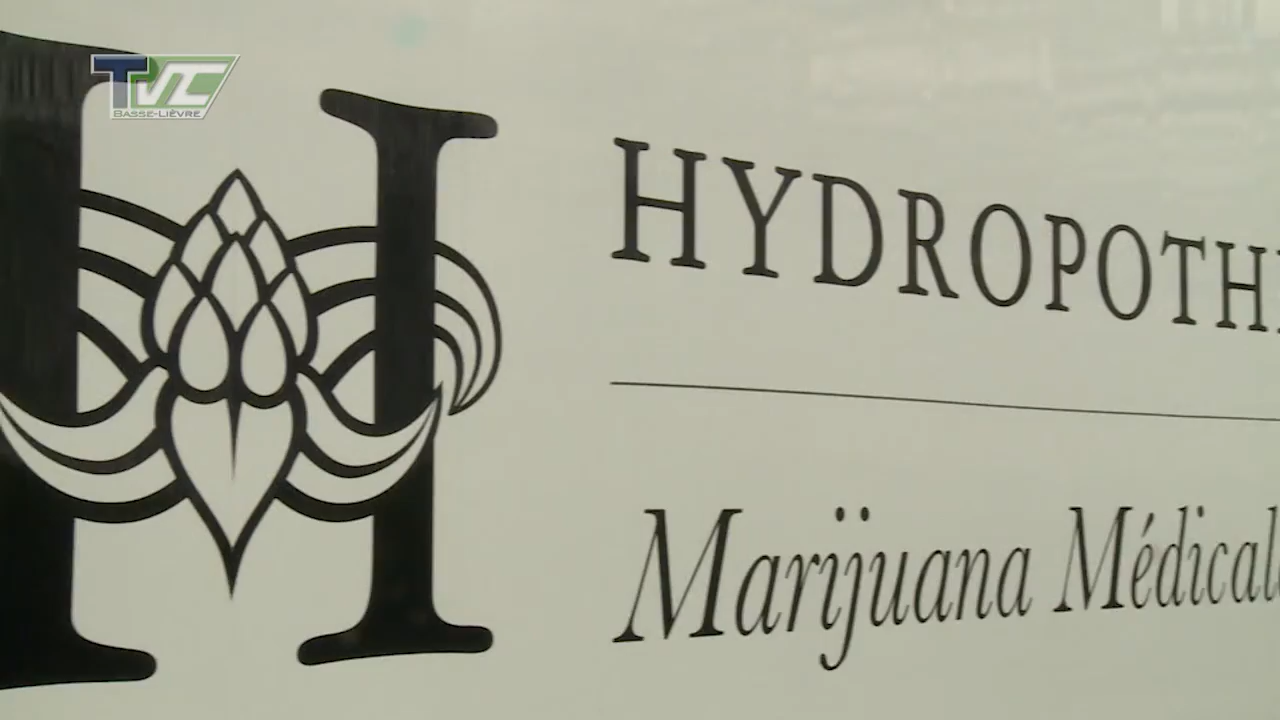 TVC
BASSE-LIÈVRE
H
HYDROPOTH
Marijuana Médical